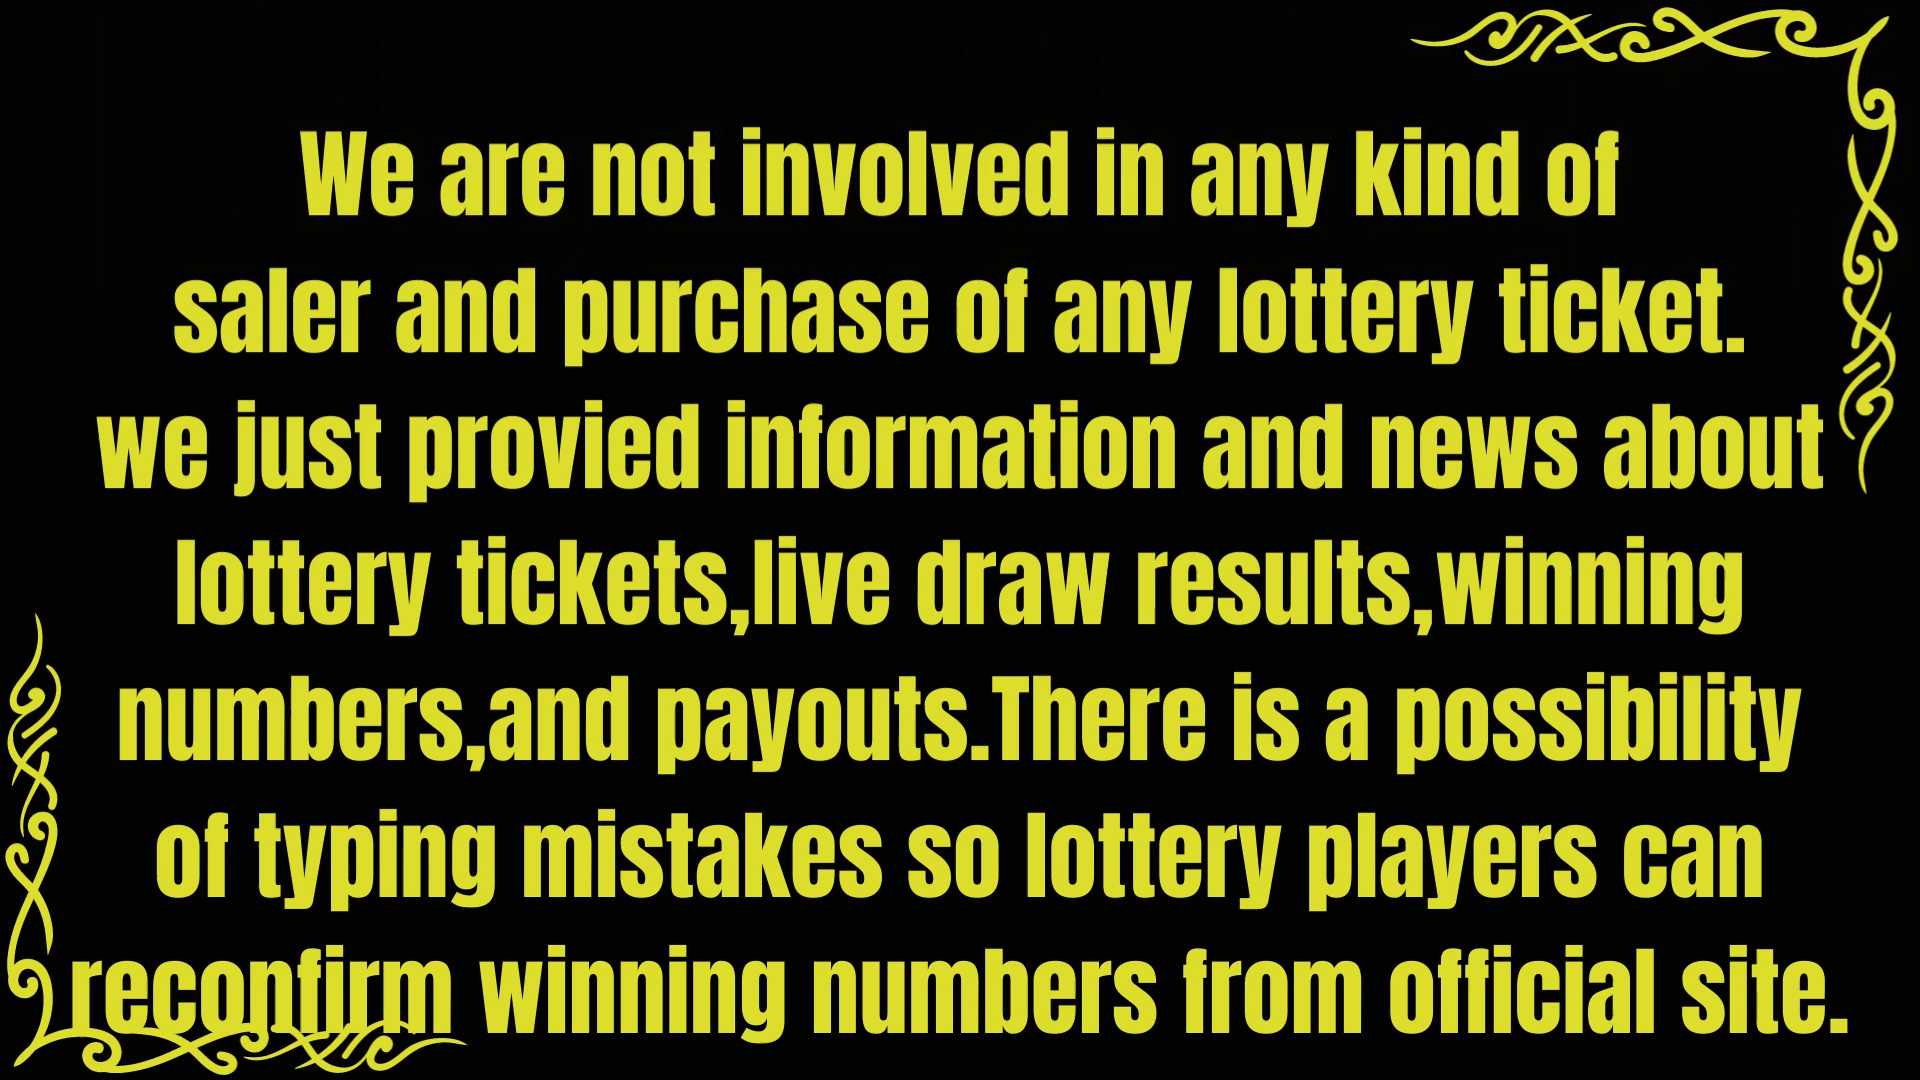 We are not involved in any kind of
saler and purchase of any lottery ticket.
we just provied information and news about
lottery tickets,live draw results,winning
numbers,and payouts.There is a possibility
of typing mistakes so lottery players can
reconfirm winning numbers from official site.